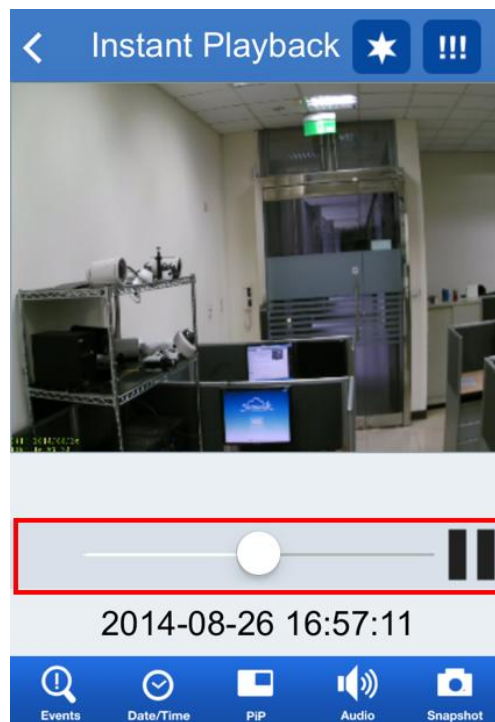 Instant Playback
!!!
2014-08-26 16:57:11
Events
Date/Time
PiP
Audio
Snapshot